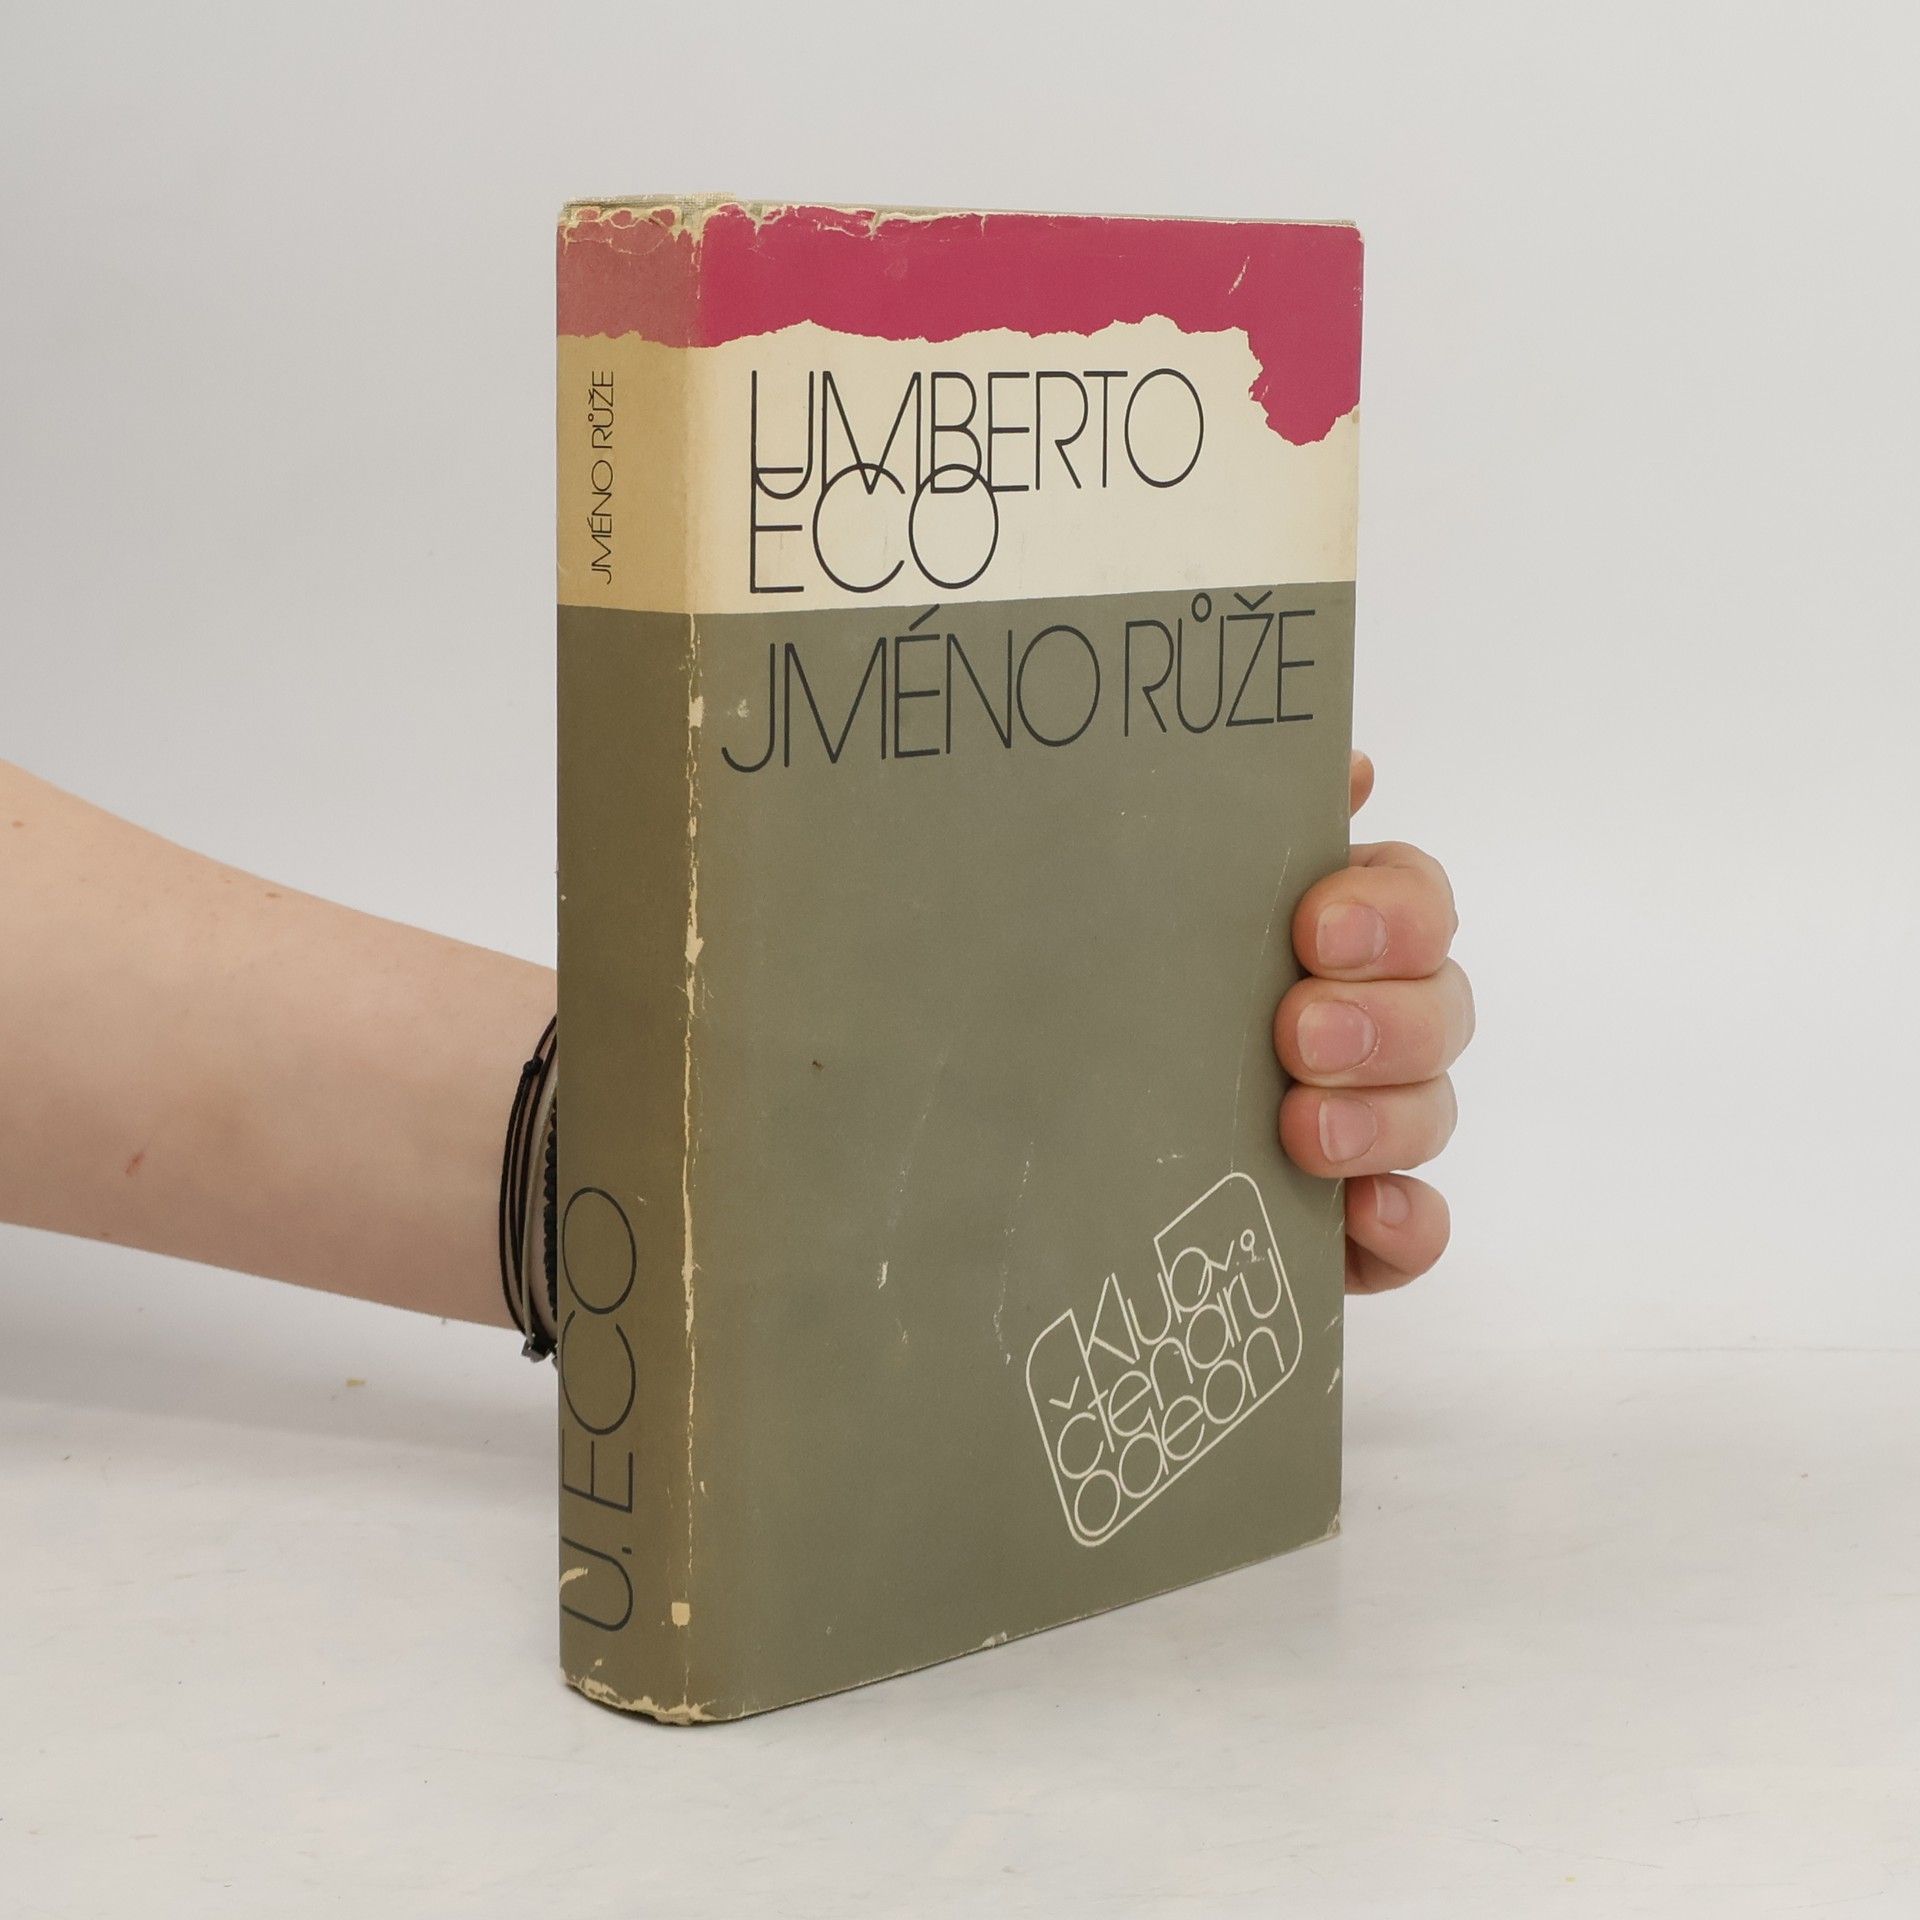 JMÉNO RŮŽE
U. ECO
UMBERTO
ECO
JMÉNO RŮŽE
klub
čtenářů
odeon